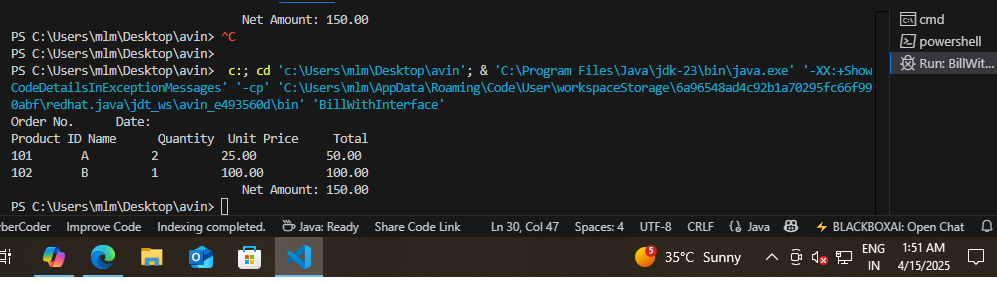 Net Amount: 150.00
PS C:\Users\mlm\Desktop\avin> ^C
PS C:\Users\mlm\Desktop\avin>
PS C:\Users\mlm\Desktop\avin>  c:; cd 'c:\Users\mlm\Desktop\avin'; & 'C:\Program Files\Java\jdk-23\bin\java.exe' '-XX:+Show
CodeDetailsInExceptionMessages' '-cp' 'C:\Users\mlm\AppData\Roaming\Code\User\workspaceStorage\6a96548ad4c92b1a70295fc66f99
0abf\redhat.java\jdt_ws\avin_e493560d\bin' 'BillWithInterface'
Order No.      Date:
Product ID Name      Quantity  Unit Price     Total
101       A         2         25.00          50.00
102       B         1         100.00         100.00
Net Amount: 150.00
PS C:\Users\mlm\Desktop\avin>
cmd
powershell
Run: BillWit...
berCoder Improve Code Indexing completed. Java: Ready Share Code Link Ln 30, Col 47 Spaces: 4 UTF-8 CRLF {} Java BLACKBOXAI: Open Chat
5 35°C Sunny ENG IN 1:51 AM 4/15/2025